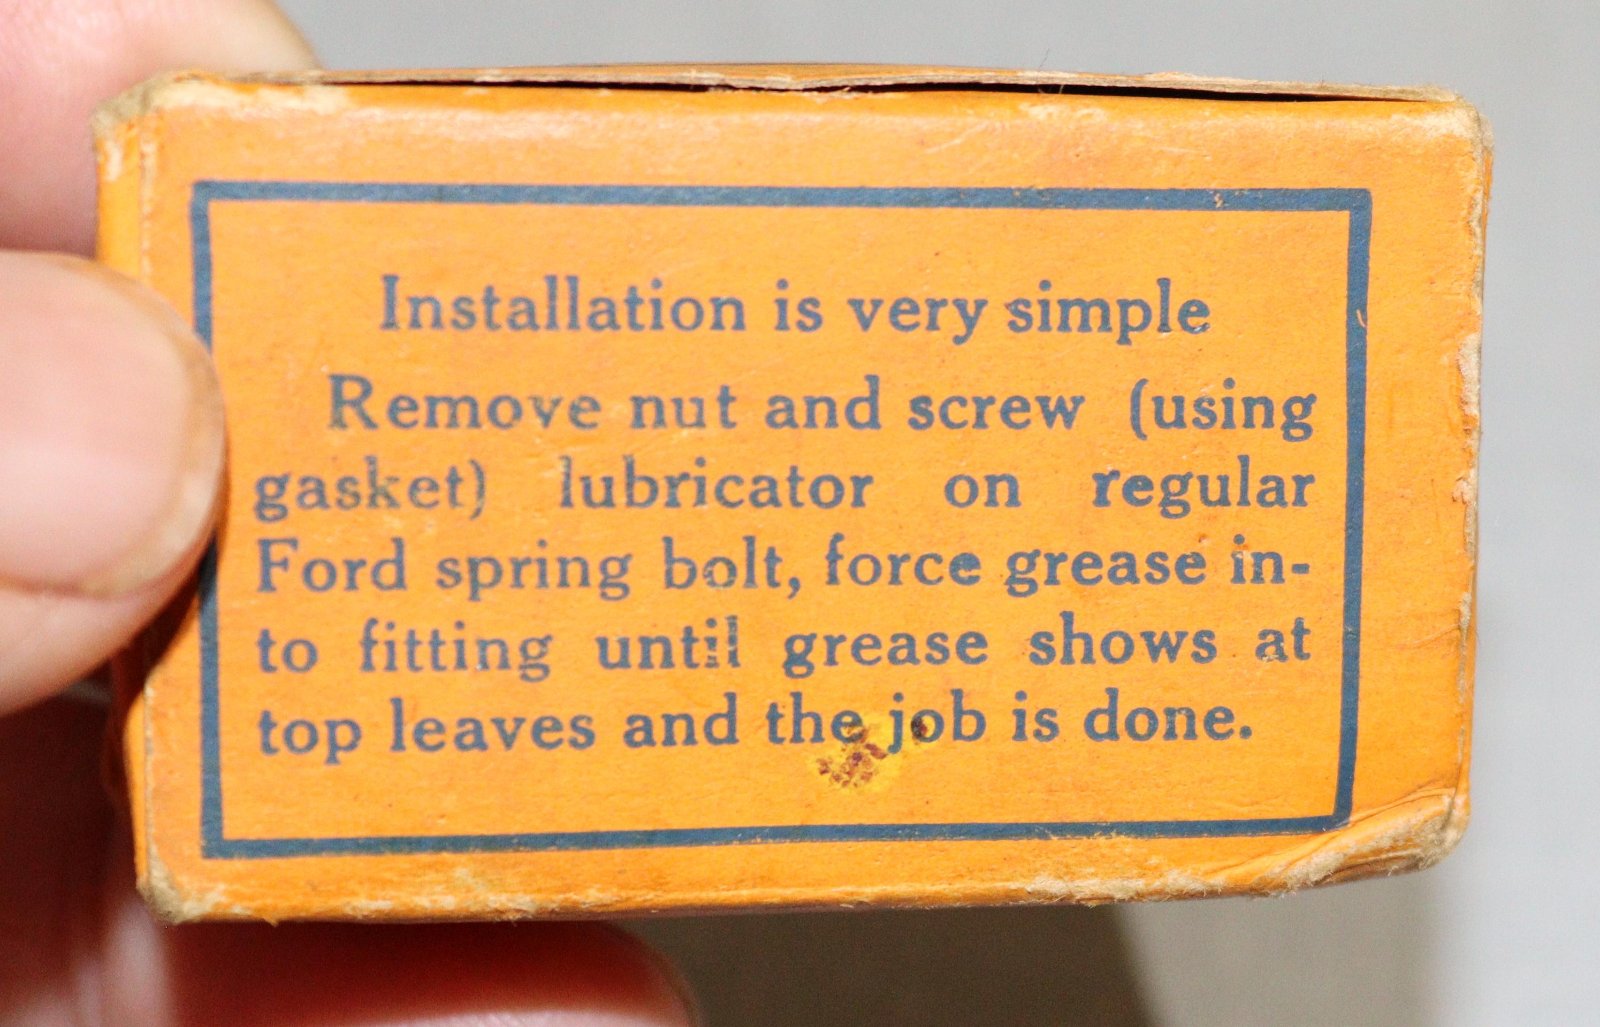 Installation is very simple
Remove nut and screw (using
gasket) lubricator on regular
Ford spring bolt, force grease in-
to fitting until grease shows at
top leaves and the job is done.